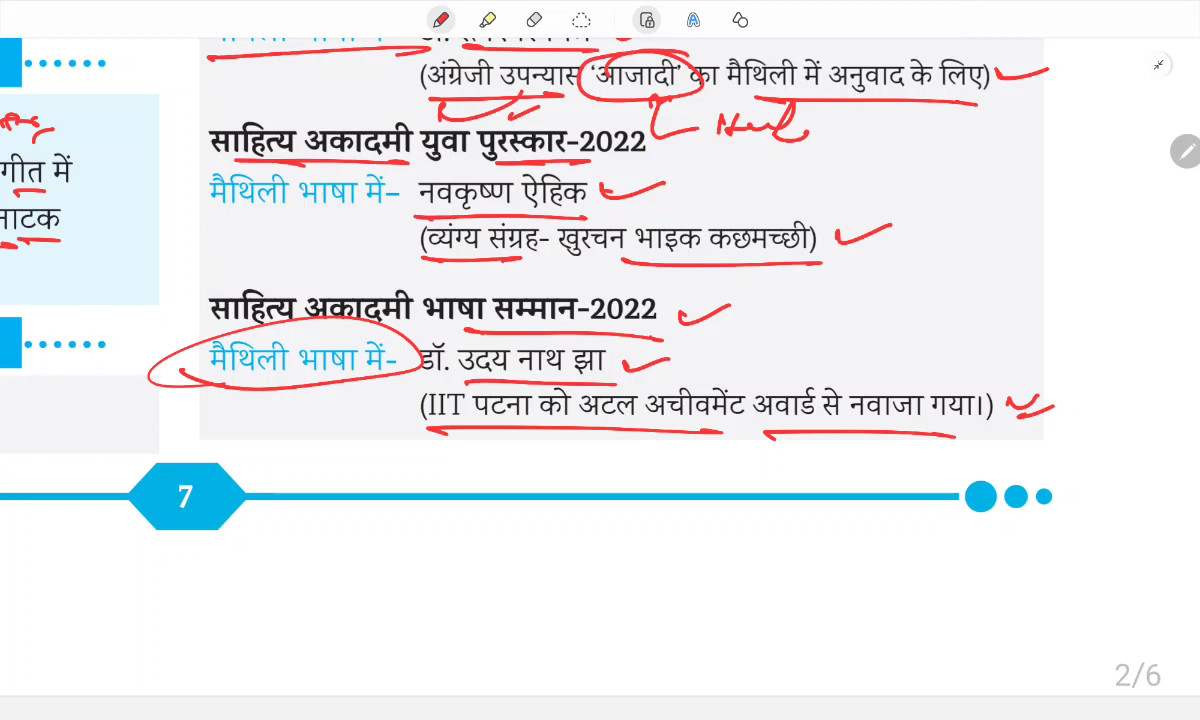 (अंग्रेजी उपन्यास 'आजादी' का मैथिली में अनुवाद के लिए)
साहित्य अकादमी युवा पुरस्कार-2022
गीत में
मैथिली भाषा में- नवकृष्ण ऐहिक
नाटक
(व्यंग्य संग्रह- खुरचन भाइक कछमच्छी)
साहित्य अकादमी भाषा सम्मान-2022
मैथिली भाषा में- डॉ. उदय नाथ झा
(IIT पटना को अटल अचीवमेंट अवार्ड से नवाजा गया।)
7
2/6